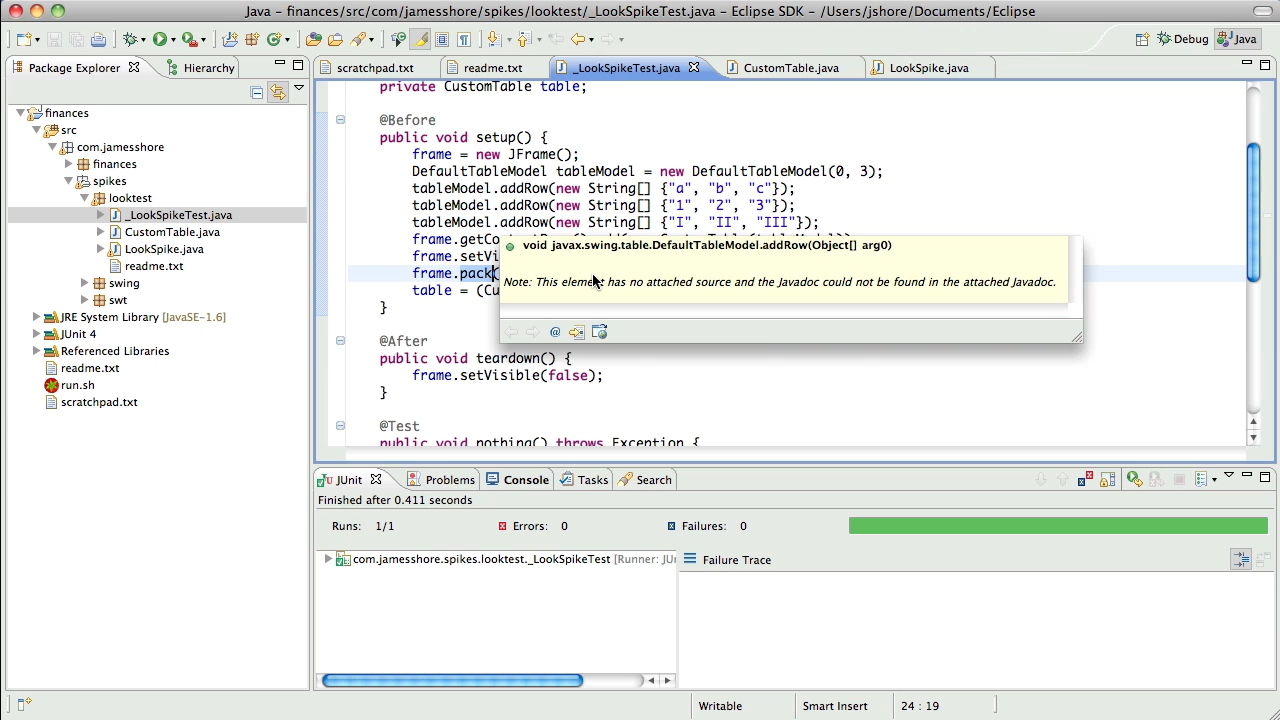 Java – finances/src/com/jamesshore/spikes/looktest/_LookSpikeTest.java – Eclipse SDK – /Users/jshore/Documents/Eclipse
Debug
Java
Package Explorer
Hierarchy
finances
src
com.jamesshore
finances
spikes
looktest
_LookSpikeTest.java
CustomTable.java
LookSpike.java
readme.txt
swing
swt
JRE System Library [JavaSE-1.6]
JUnit 4
Referenced Libraries
readme.txt
run.sh
scratchpad.txt
scratchpad.txt
readme.txt
_LookSpikeTest.java
CustomTable.java
LookSpike.java
private CustomTable table;
@Before
public void setup() {
frame = new JFrame();
DefaultTableModel tableModel = new DefaultTableModel(0, 3);
tableModel.addRow(new String[] {"a", "b", "c"});
tableModel.addRow(new String[] {"1", "2", "3"});
tableModel.addRow(new String[] {"I", "II", "III"});
frame.getCo
frame.setVi
frame.pack(
table = (Cu
}
void javax.swing.table.DefaultTableModel.addRow(Object[] arg0)
Note: This element has no attached source and the Javadoc could not be found in the attached Javadoc.
@
@After
public void teardown() {
frame.setVisible(false);
}
@Test
public void nothing() throws Exception {
JUnit
Problems
Console
Tasks
Search
Finished after 0.411 seconds
Runs: 1/1
Errors: 0
Failures: 0
com.jamesshore.spikes.looktest._LookSpikeTest [Runner: JU
Failure Trace
Writable
Smart Insert
24 : 19